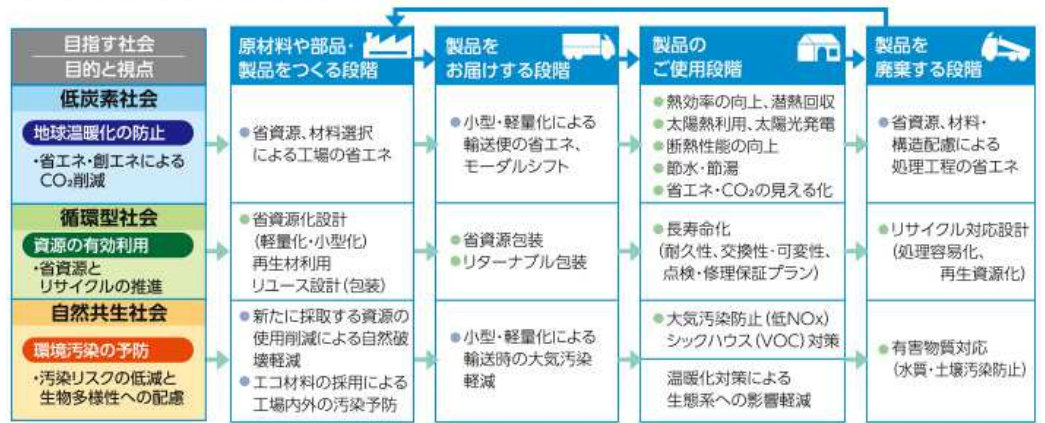 目指す社会
目的と視点
原材料や部品・
製品をつくる段階
製品を
お届けする段階
製品の
ご使用段階
製品を
廃棄する段階
低炭素社会
地球温暖化の防止
・省エネ・創エネによる
CO₂削減
●省資源、材料選択
による工場の省エネ
●小型・軽量化による
輸送便の省エネ、
モーダルシフト
●熱効率の向上、潜熱回収
●太陽熱利用、太陽光発電
●断熱性能の向上
●節水・節湯
●省エネ・CO₂の見える化
●省資源、材料・
構造配慮による
処理工程の省エネ
循環型社会
資源の有効利用
・省資源と
リサイクルの推進
●省資源化設計
(軽量化・小型化)
再生材利用
リユース設計(包装)
●省資源包装
●リターナブル包装
●長寿命化
(耐久性、交換性・可変性、
点検・修理保証プラン)
●リサイクル対応設計
(処理容易化、
再生資源化)
自然共生社会
環境汚染の予防
・汚染リスクの低減と
生物多様性への配慮
●新たに採取する資源の
使用削減による自然破
壊軽減
●エコ材料の採用による
工場内外の汚染予防
●小型・軽量化による
輸送時の大気汚染
軽減
●大気汚染防止(低NOx)
シックハウス(VOC)対策
温暖化対策による
生態系への影響軽減
●有害物質対応
(水質・土壌汚染防止)